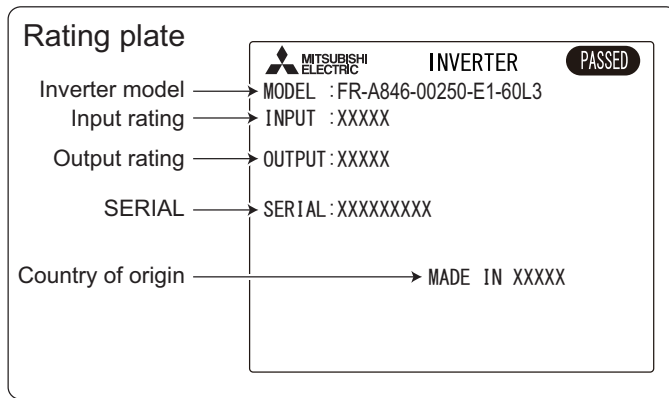 Rating plate
MITSUBISHI
ELECTRIC
INVERTER
PASSED
Inverter model
MODEL :FR-A846-00250-E1-60L3
Input rating
INPUT :XXXXX
Output rating
OUTPUT:XXXXX
SERIAL
SERIAL:XXXXXXXXX
Country of origin
MADE IN XXXXX